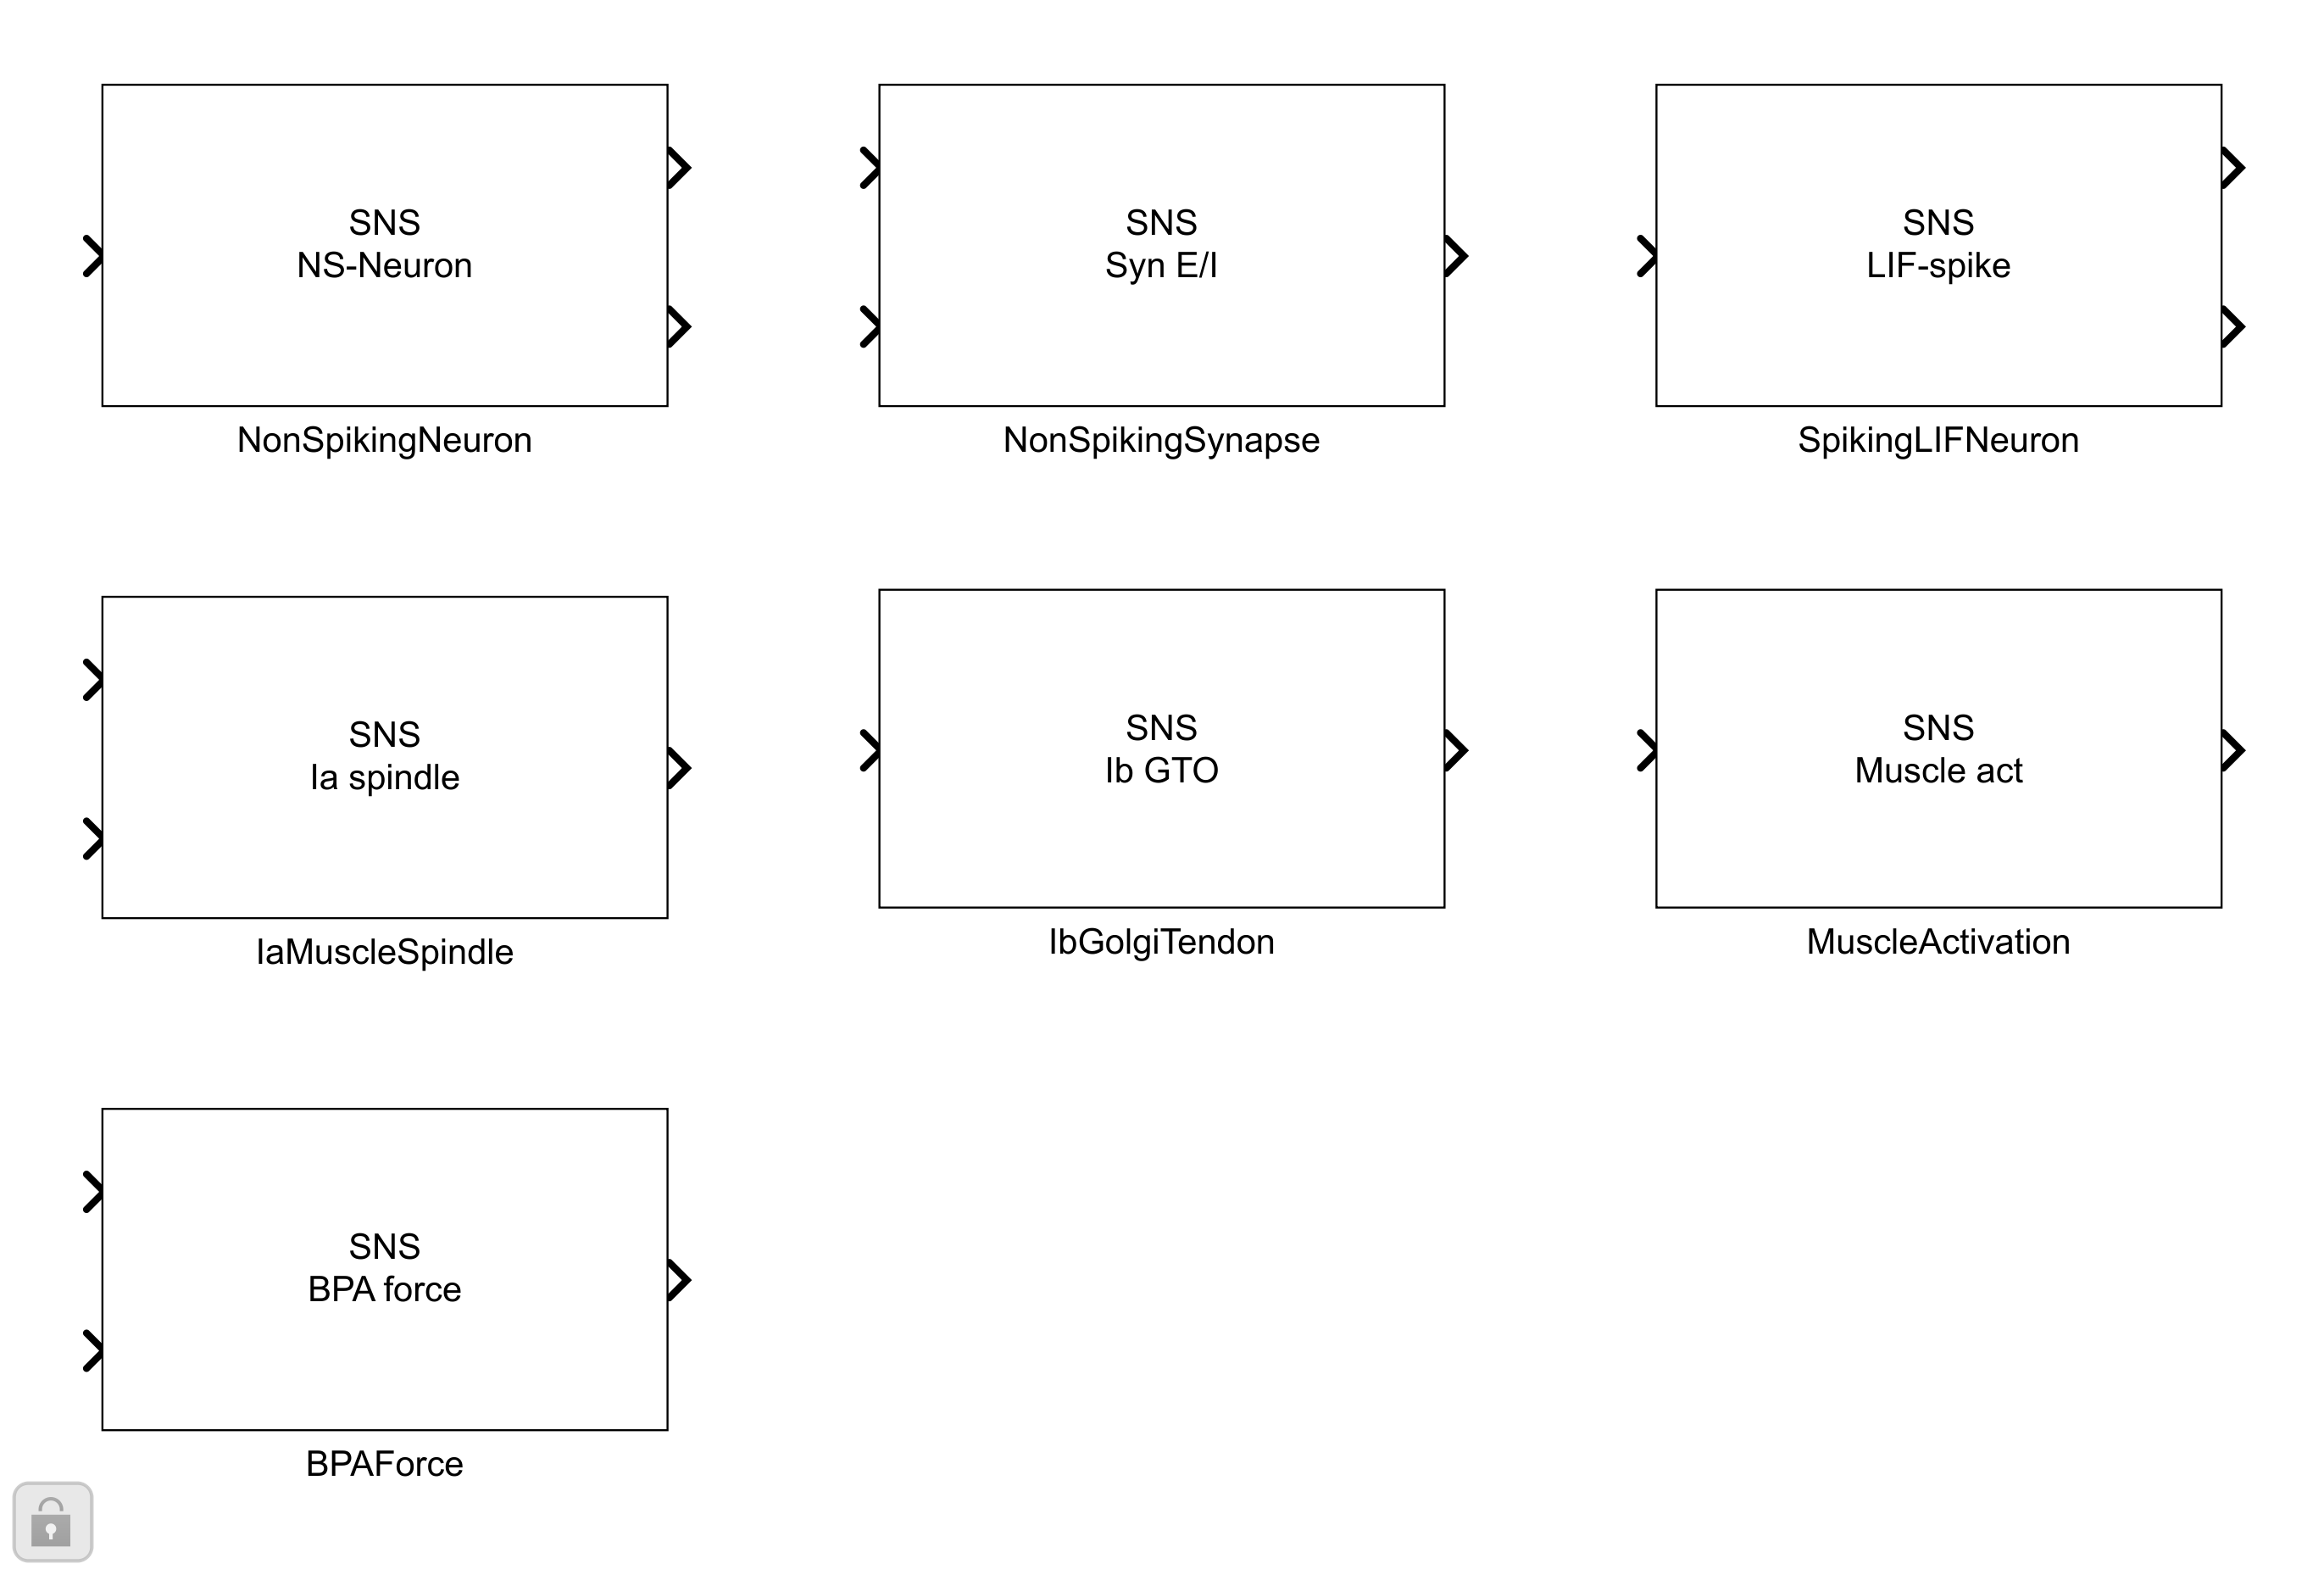 SNS
NS-Neuron
NonSpikingNeuron
SNS
Syn E/I
NonSpikingSynapse
SNS
LIF-spike
SpikingLIFNeuron
SNS
Ia spindle
IaMuscleSpindle
SNS
Ib GTO
IbGolgiTendon
SNS
Muscle act
MuscleActivation
SNS
BPA force
BPAForce